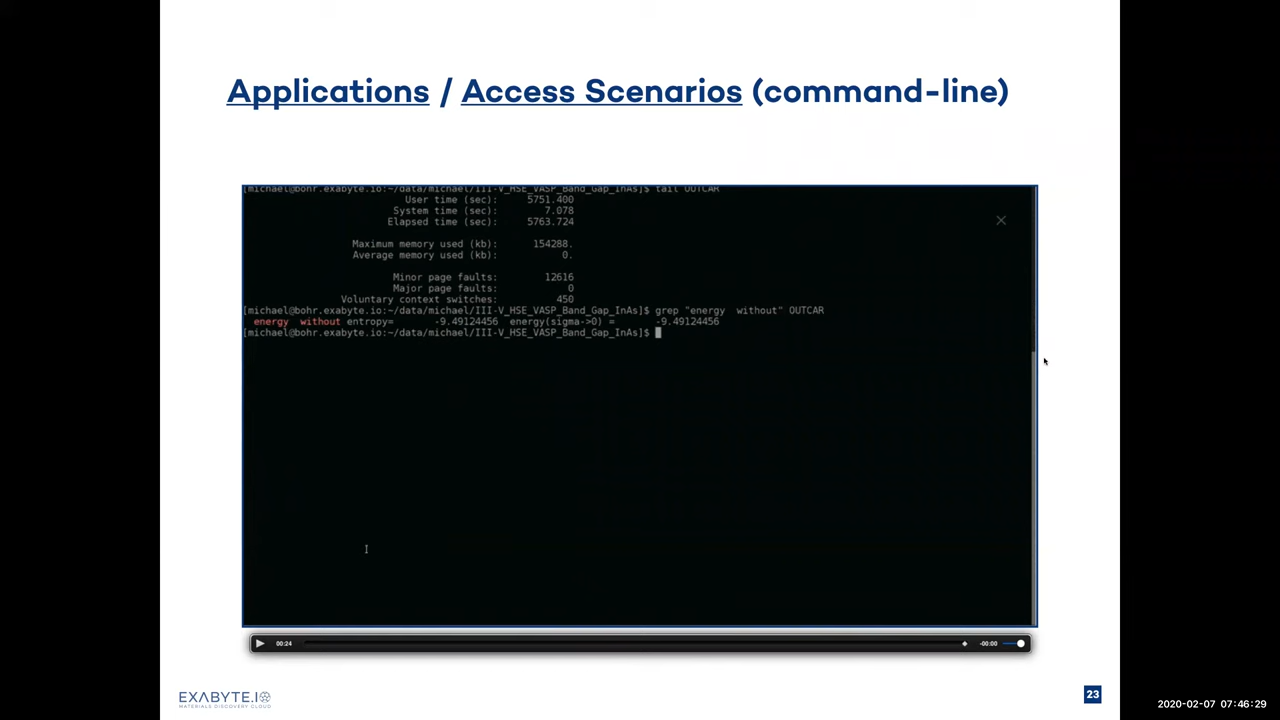 Applications / Access Scenarios (command-line)
[michael@bohr.exabyte.io:~/data/michael/III-V_HSE_VASP_Band_Gap_InAs]$ tail OUTCAR
User time (sec): 5751.400
System time (sec): 7.078
Elapsed time (sec): 5763.724
Maximum memory used (kb): 154288.
Average memory used (kb): 0.
Minor page faults: 12616
Major page faults: 0
Voluntary context switches: 450
[michael@bohr.exabyte.io:~/data/michael/III-V_HSE_VASP_Band_Gap_InAs]$ grep "energy  without" OUTCAR
energy  without entropy=      -9.49124456  energy(sigma->0) =      -9.49124456
[michael@bohr.exabyte.io:~/data/michael/III-V_HSE_VASP_Band_Gap_InAs]$
00:24 -00:00
EXABYTE.IO
MATERIALS DISCOVERY CLOUD
23
2020-02-07 07:46:29